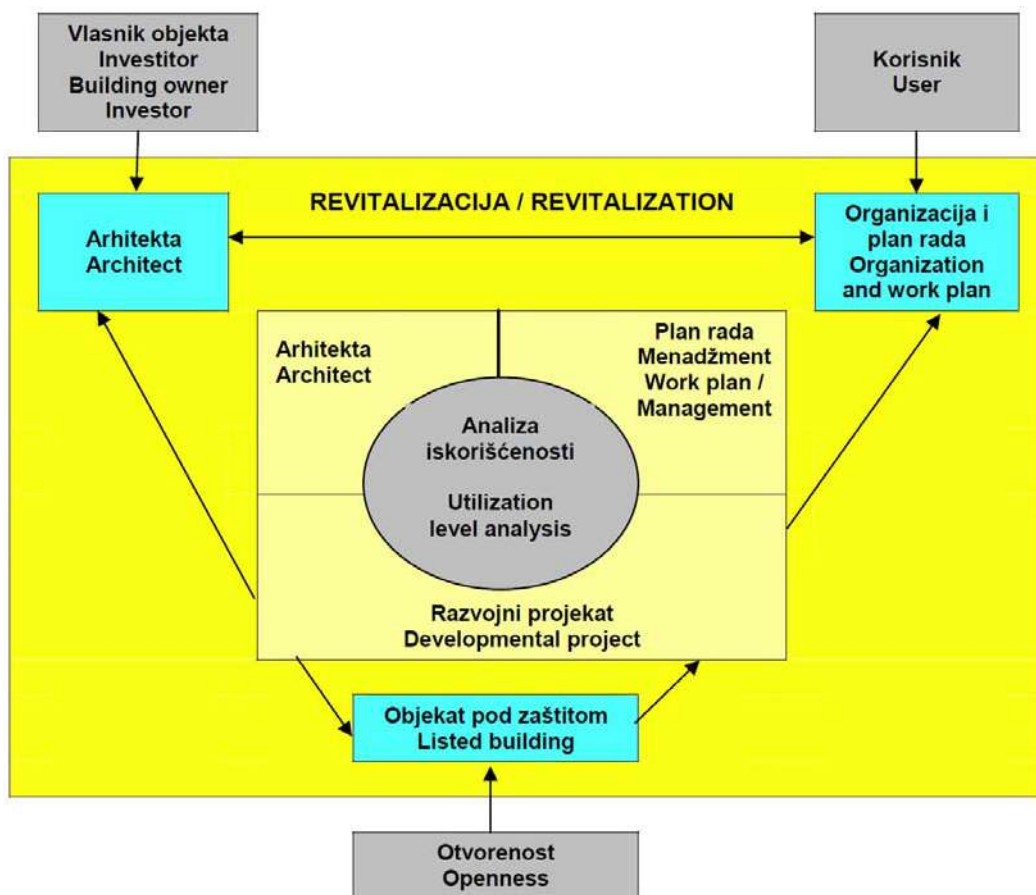 Vlasnik objekta
Investitor
Building owner
Investor
Korisnik
User
REVITALIZACIJA / REVITALIZATION
Arhitekta
Architect
Organizacija i
plan rada
Organization
and work plan
Arhitekta
Architect
Plan rada
Menadžment
Work plan /
Management
Analiza
iskorišćenosti
Utilization
level analysis
Razvojni projekat
Developmental project
Objekat pod zaštitom
Listed building
Otvorenost
Openness